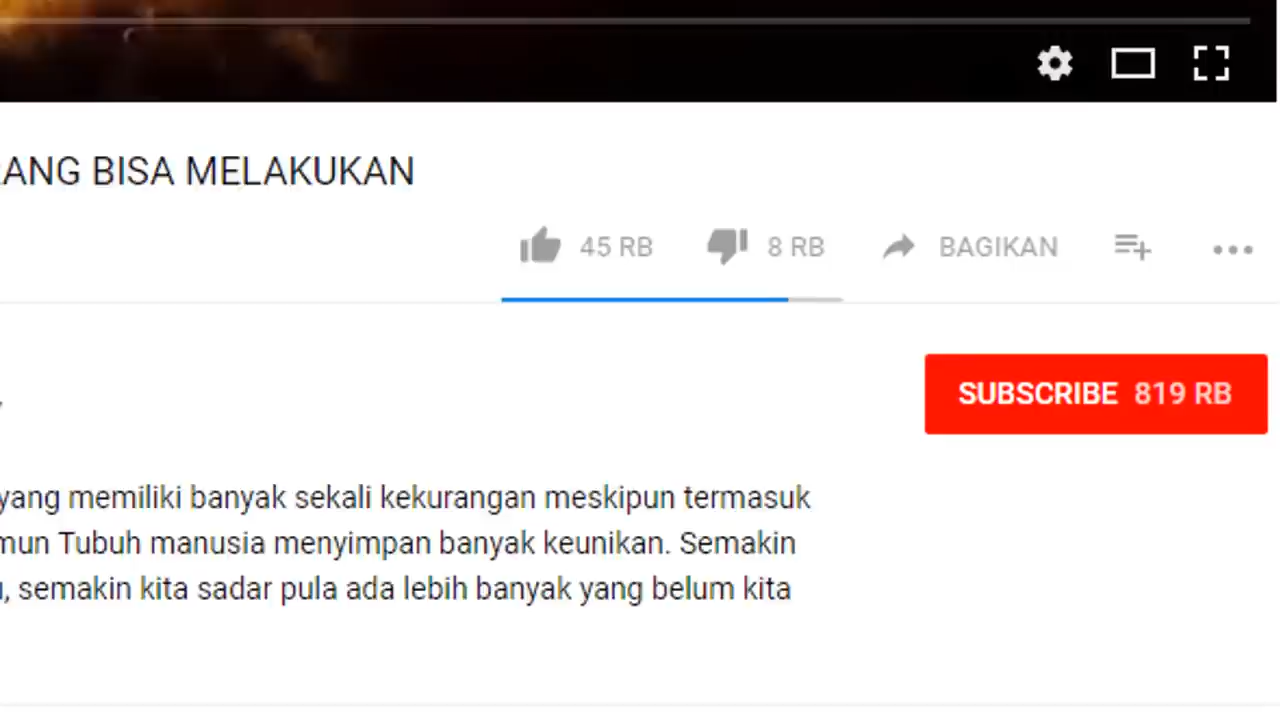 ANG BISA MELAKUKAN
45 RB 8 RB BAGIKAN
SUBSCRIBE 819 RB
yang memiliki banyak sekali kekurangan meskipun termasuk
mun Tubuh manusia menyimpan banyak keunikan. Semakin
, semakin kita sadar pula ada lebih banyak yang belum kita